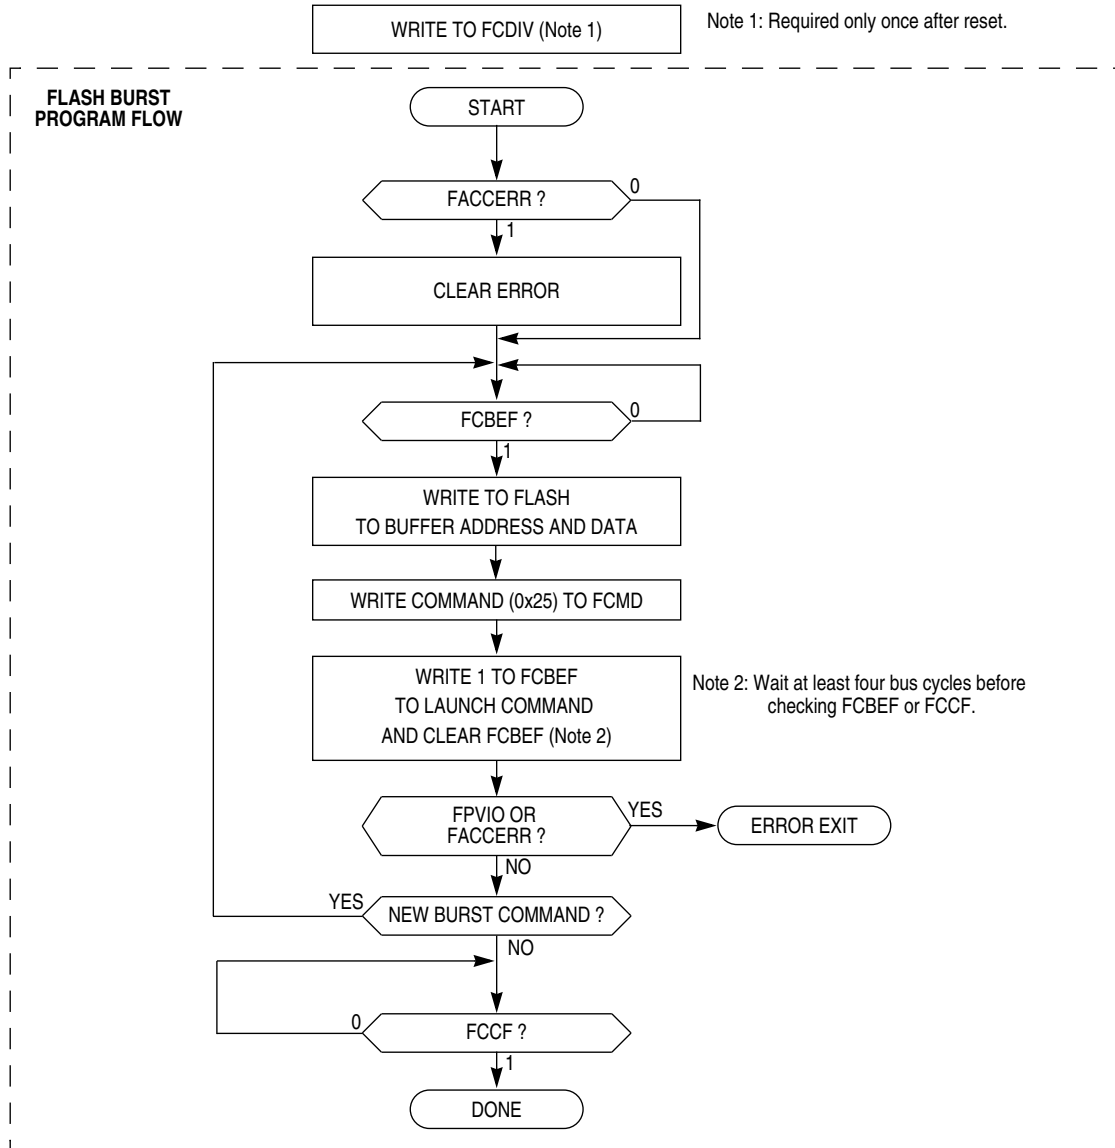 WRITE TO FCDIV (Note 1)
Note 1: Required only once after reset.
FLASH BURST
PROGRAM FLOW
START
FACCERR ?
0
1
CLEAR ERROR
FCBEF ?
0
1
WRITE TO FLASH
TO BUFFER ADDRESS AND DATA
WRITE COMMAND (0x25) TO FCMD
WRITE 1 TO FCBEF
TO LAUNCH COMMAND
AND CLEAR FCBEF (Note 2)
Note 2: Wait at least four bus cycles before
checking FCBEF or FCCF.
FPVIO OR
FACCERR ?
YES
ERROR EXIT
NO
YES
NEW BURST COMMAND ?
NO
0
FCCF ?
1
DONE